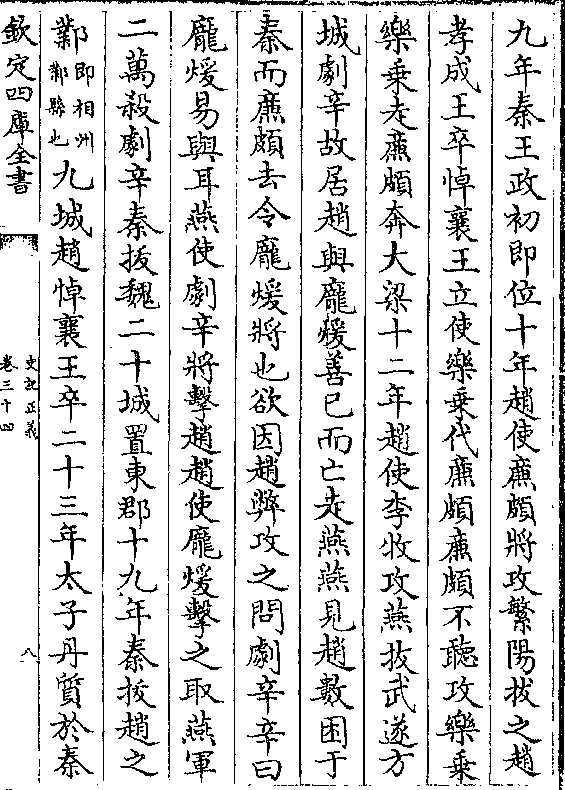 九年秦王政初即位十年趙使廉頗將攻繁陽拔之趙
孝成王卒悼襄王立使樂乗代廉頗廉頗不聽攻樂乗
樂乗走廉頗奔大梁十二年趙使李牧攻燕拔武遂方
城劇辛故居趙與龎煖善已而亡走燕燕見趙數困于
秦而廉頗去令龎煖將也欲因趙弊攻之問劇辛辛曰
龎煖易與耳燕使劇辛將擊趙趙使龎煖擊之取燕軍
二萬殺劇辛秦拔魏二十城置東郡十九年秦拔趙之
鄴即相州鄴縣也九城趙悼襄王卒二十三年太子丹質於秦
欽定四庫全書
史記正義
卷三十四
八